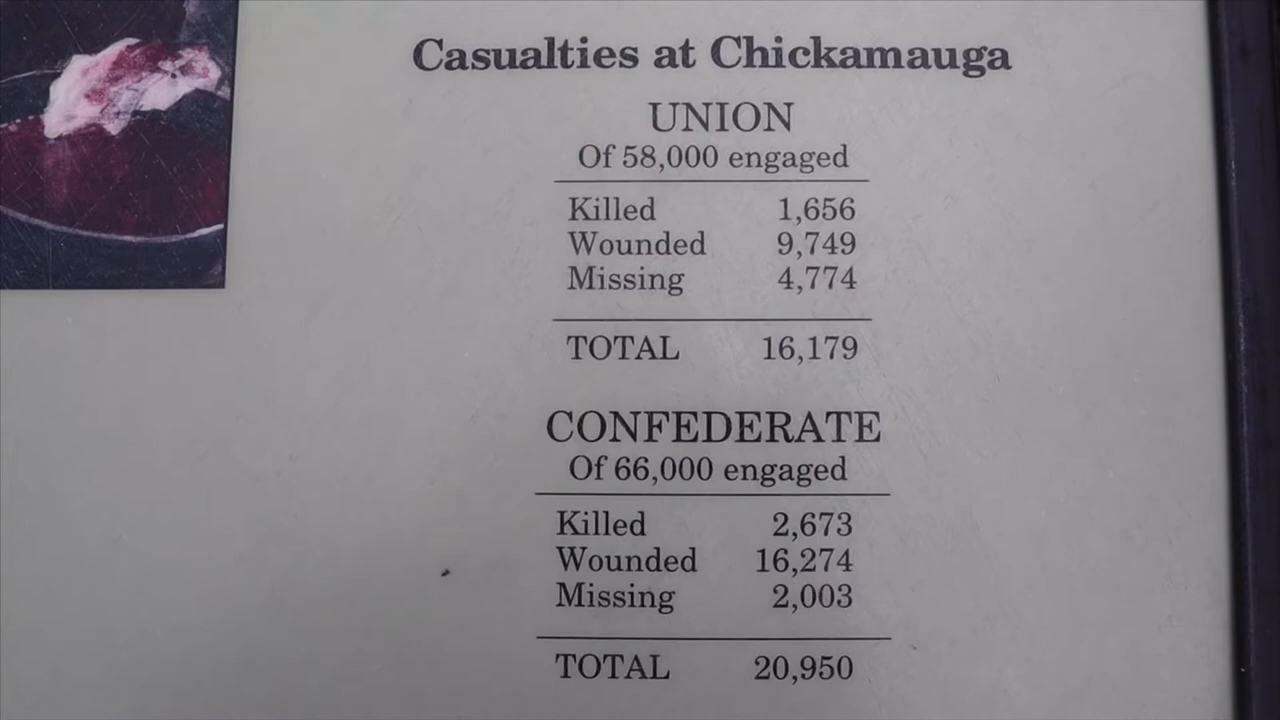 Casualties at Chickamauga
UNION
Of 58,000 engaged
Killed 1,656
Wounded 9,749
Missing 4,774
TOTAL 16,179
CONFEDERATE
Of 66,000 engaged
Killed 2,673
Wounded 16,274
Missing 2,003
TOTAL 20,950